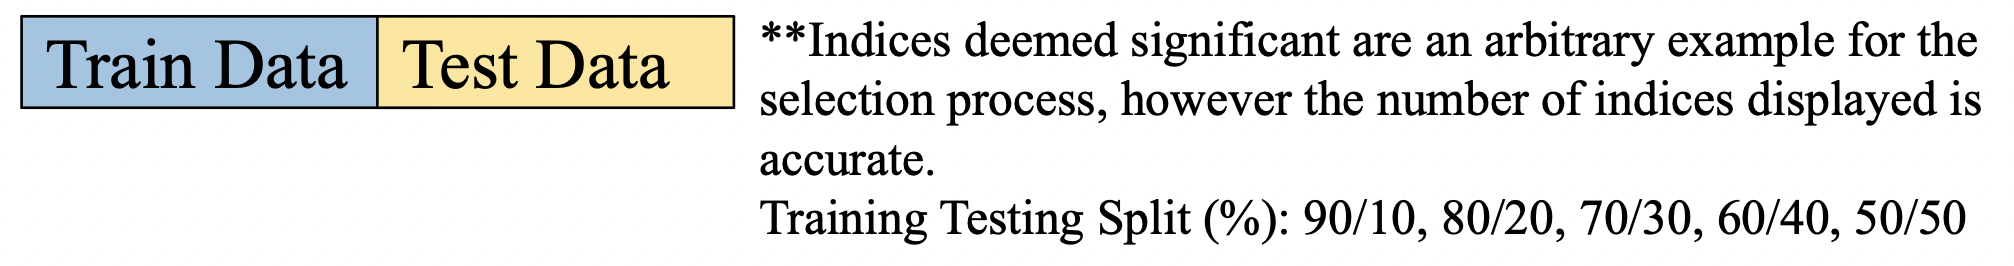 Train Data Test Data
**Indices deemed significant are an arbitrary example for the
selection process, however the number of indices displayed is
accurate.
Training Testing Split (%): 90/10, 80/20, 70/30, 60/40, 50/50